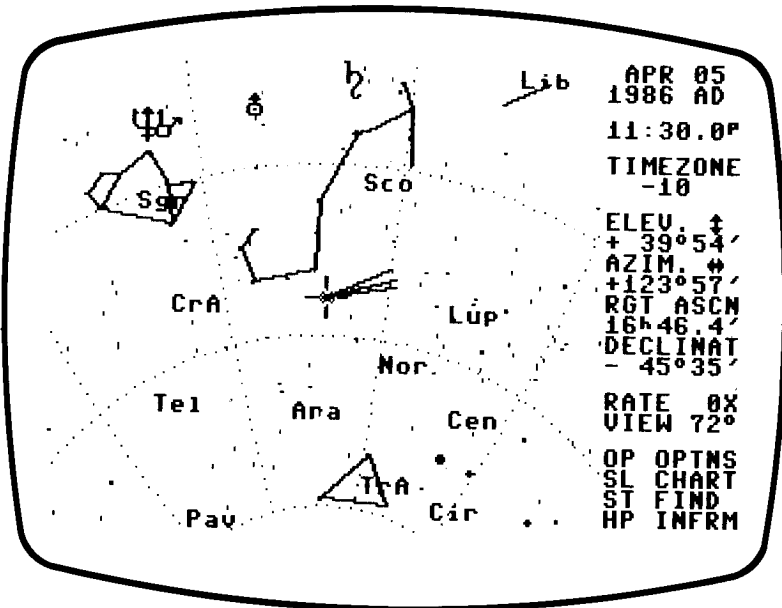 APR 05
1986 AD
11:30.0P
TIMEZONE
-10
ELEV. ↕
+ 39°54′
AZIM. ↔
+123°57′
RGT ASCN
16h46.4′
DECLINAT
- 45°35′
RATE 0X
VIEW 72°
OP OPTNS
SL CHART
ST FIND
HP INFRM
Lib
Sco
CrA
Lup
Nor
Tel
Ara
Cen
TrA
Pav
Cir